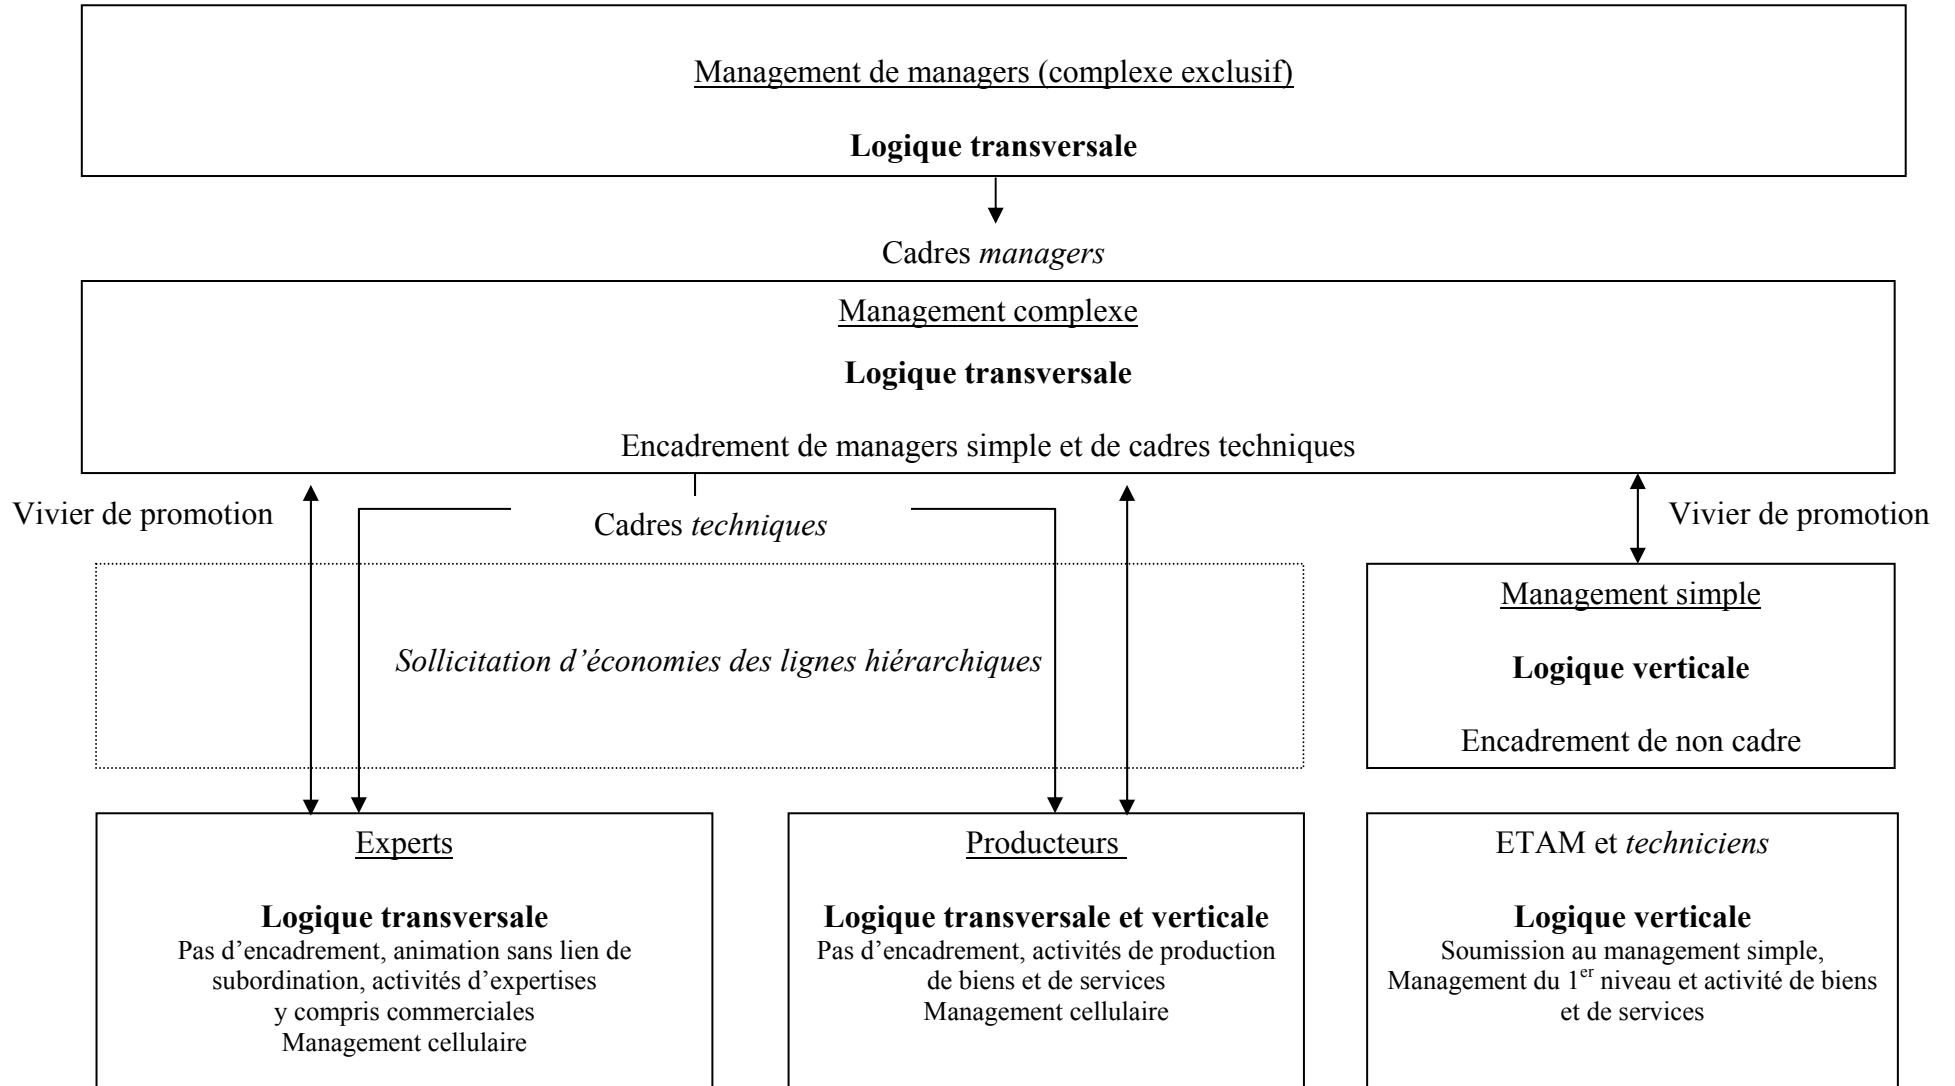 Management de managers (complexe exclusif)
Logique transversale
Cadres managers
Management complexe
Logique transversale
Encadrement de managers simple et de cadres techniques
Vivier de promotion
Cadres techniques
Vivier de promotion
Sollicitation d’économies des lignes hiérarchiques
Management simple
Logique verticale
Encadrement de non cadre
Experts
Logique transversale
Pas d’encadrement, animation sans lien de
subordination, activités d’expertises
y compris commerciales
Management cellulaire
Producteurs
Logique transversale et verticale
Pas d’encadrement, activités de production
de biens et de services
Management cellulaire
ETAM et techniciens
Logique verticale
Soumission au management simple,
Management du 1er niveau et activité de biens
et de services